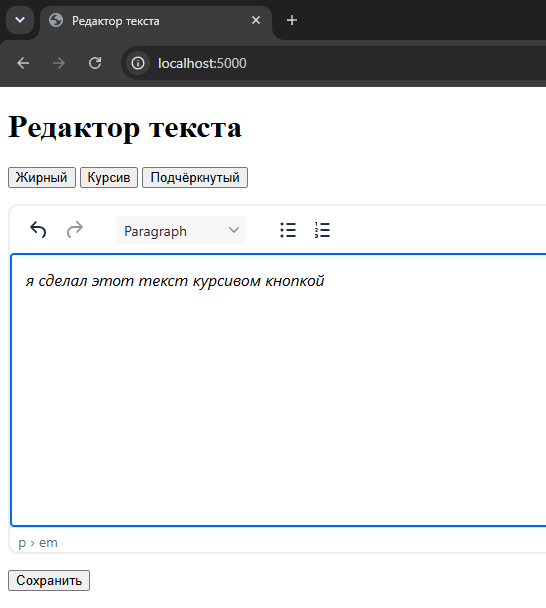 Редактор текста
localhost:5000
Редактор текста
Жирный Курсив Подчёркнутый
Paragraph
я сделал этот текст курсивом кнопкой
p › em
Сохранить